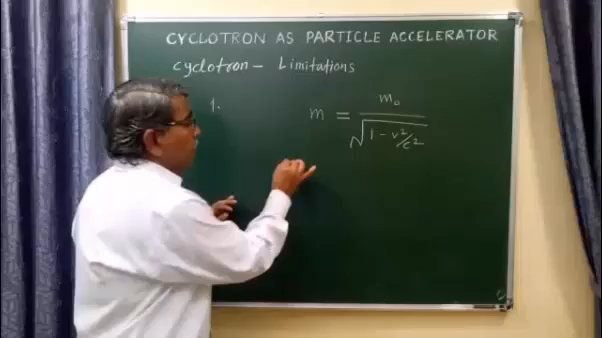 CYCLOTRON AS PARTICLE ACCELERATOR
Cyclotron – Limitations
1.
m = m₀ / √(1 – v²/c²)